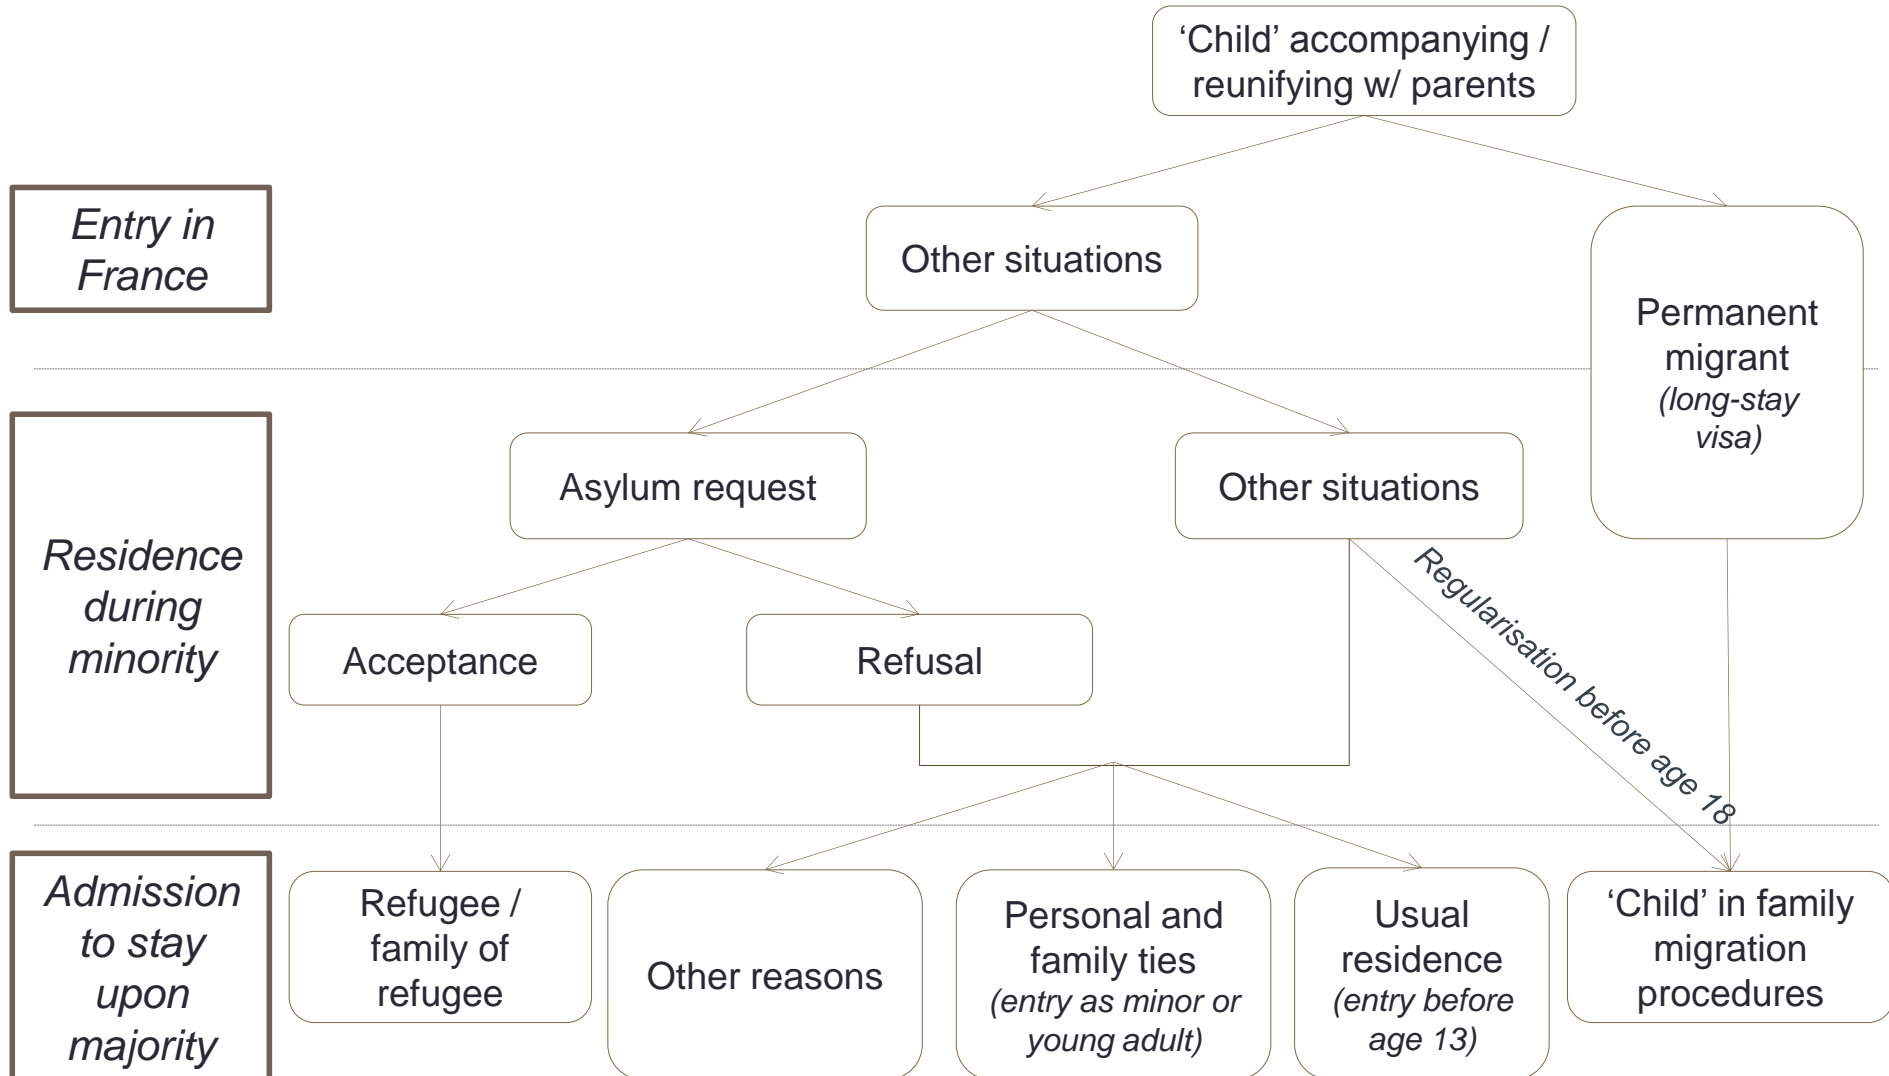 ‘Child’ accompanying /
reunifying w/ parents
Entry in
France
Other situations
Permanent
migrant
(long-stay
visa)
Residence
during
minority
Asylum request
Other situations
Acceptance
Refusal
Regularisation before age 18
Admission
to stay
upon
majority
Refugee /
family of
refugee
Other reasons
Personal and
family ties
(entry as minor or
young adult)
Usual
residence
(entry before
age 13)
‘Child’ in family
migration
procedures